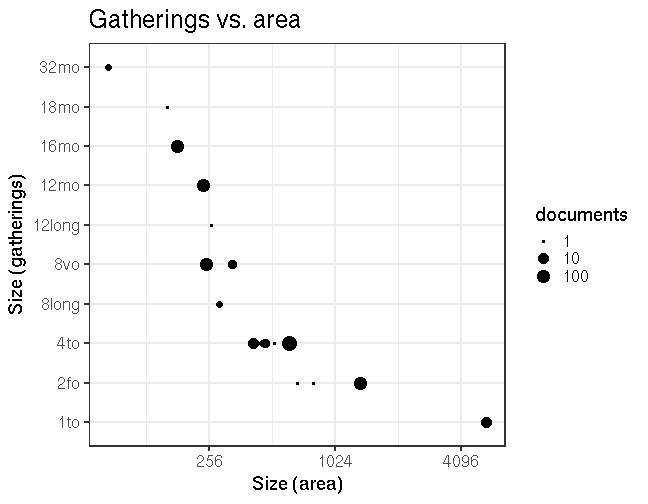 Gatherings vs. area
Size (gatherings)
32mo
18mo
16mo
12mo
12long
8vo
8long
4to
2fo
1to
256
1024
4096
Size (area)
documents
1
10
100